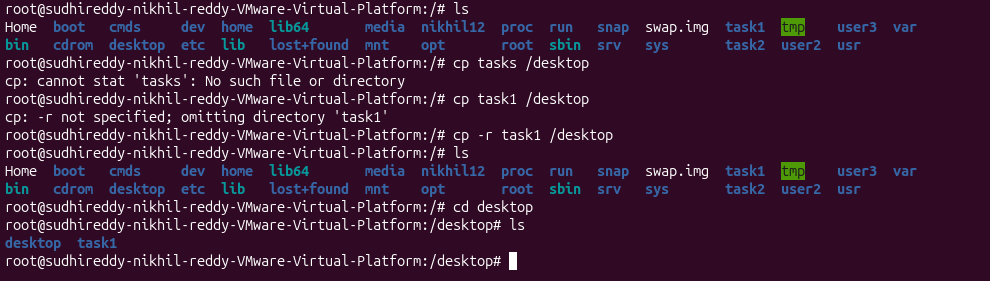 root@sudhireddy-nikhil-reddy-VMware-Virtual-Platform:/# ls
Home  boot   cmds     dev  home  lib64       media  nikhil12  proc  run   snap  swap.img  task1  tmp    user3  var
bin   cdrom  desktop  etc  lib   lost+found  mnt    opt       root  sbin  srv   sys       task2  user2  usr
root@sudhireddy-nikhil-reddy-VMware-Virtual-Platform:/# cp tasks /desktop
cp: cannot stat 'tasks': No such file or directory
root@sudhireddy-nikhil-reddy-VMware-Virtual-Platform:/# cp task1 /desktop
cp: -r not specified; omitting directory 'task1'
root@sudhireddy-nikhil-reddy-VMware-Virtual-Platform:/# cp -r task1 /desktop
root@sudhireddy-nikhil-reddy-VMware-Virtual-Platform:/# ls
Home  boot   cmds     dev  home  lib64       media  nikhil12  proc  run   snap  swap.img  task1  tmp    user3  var
bin   cdrom  desktop  etc  lib   lost+found  mnt    opt       root  sbin  srv   sys       task2  user2  usr
root@sudhireddy-nikhil-reddy-VMware-Virtual-Platform:/# cd desktop
root@sudhireddy-nikhil-reddy-VMware-Virtual-Platform:/desktop# ls
desktop  task1
root@sudhireddy-nikhil-reddy-VMware-Virtual-Platform:/desktop#